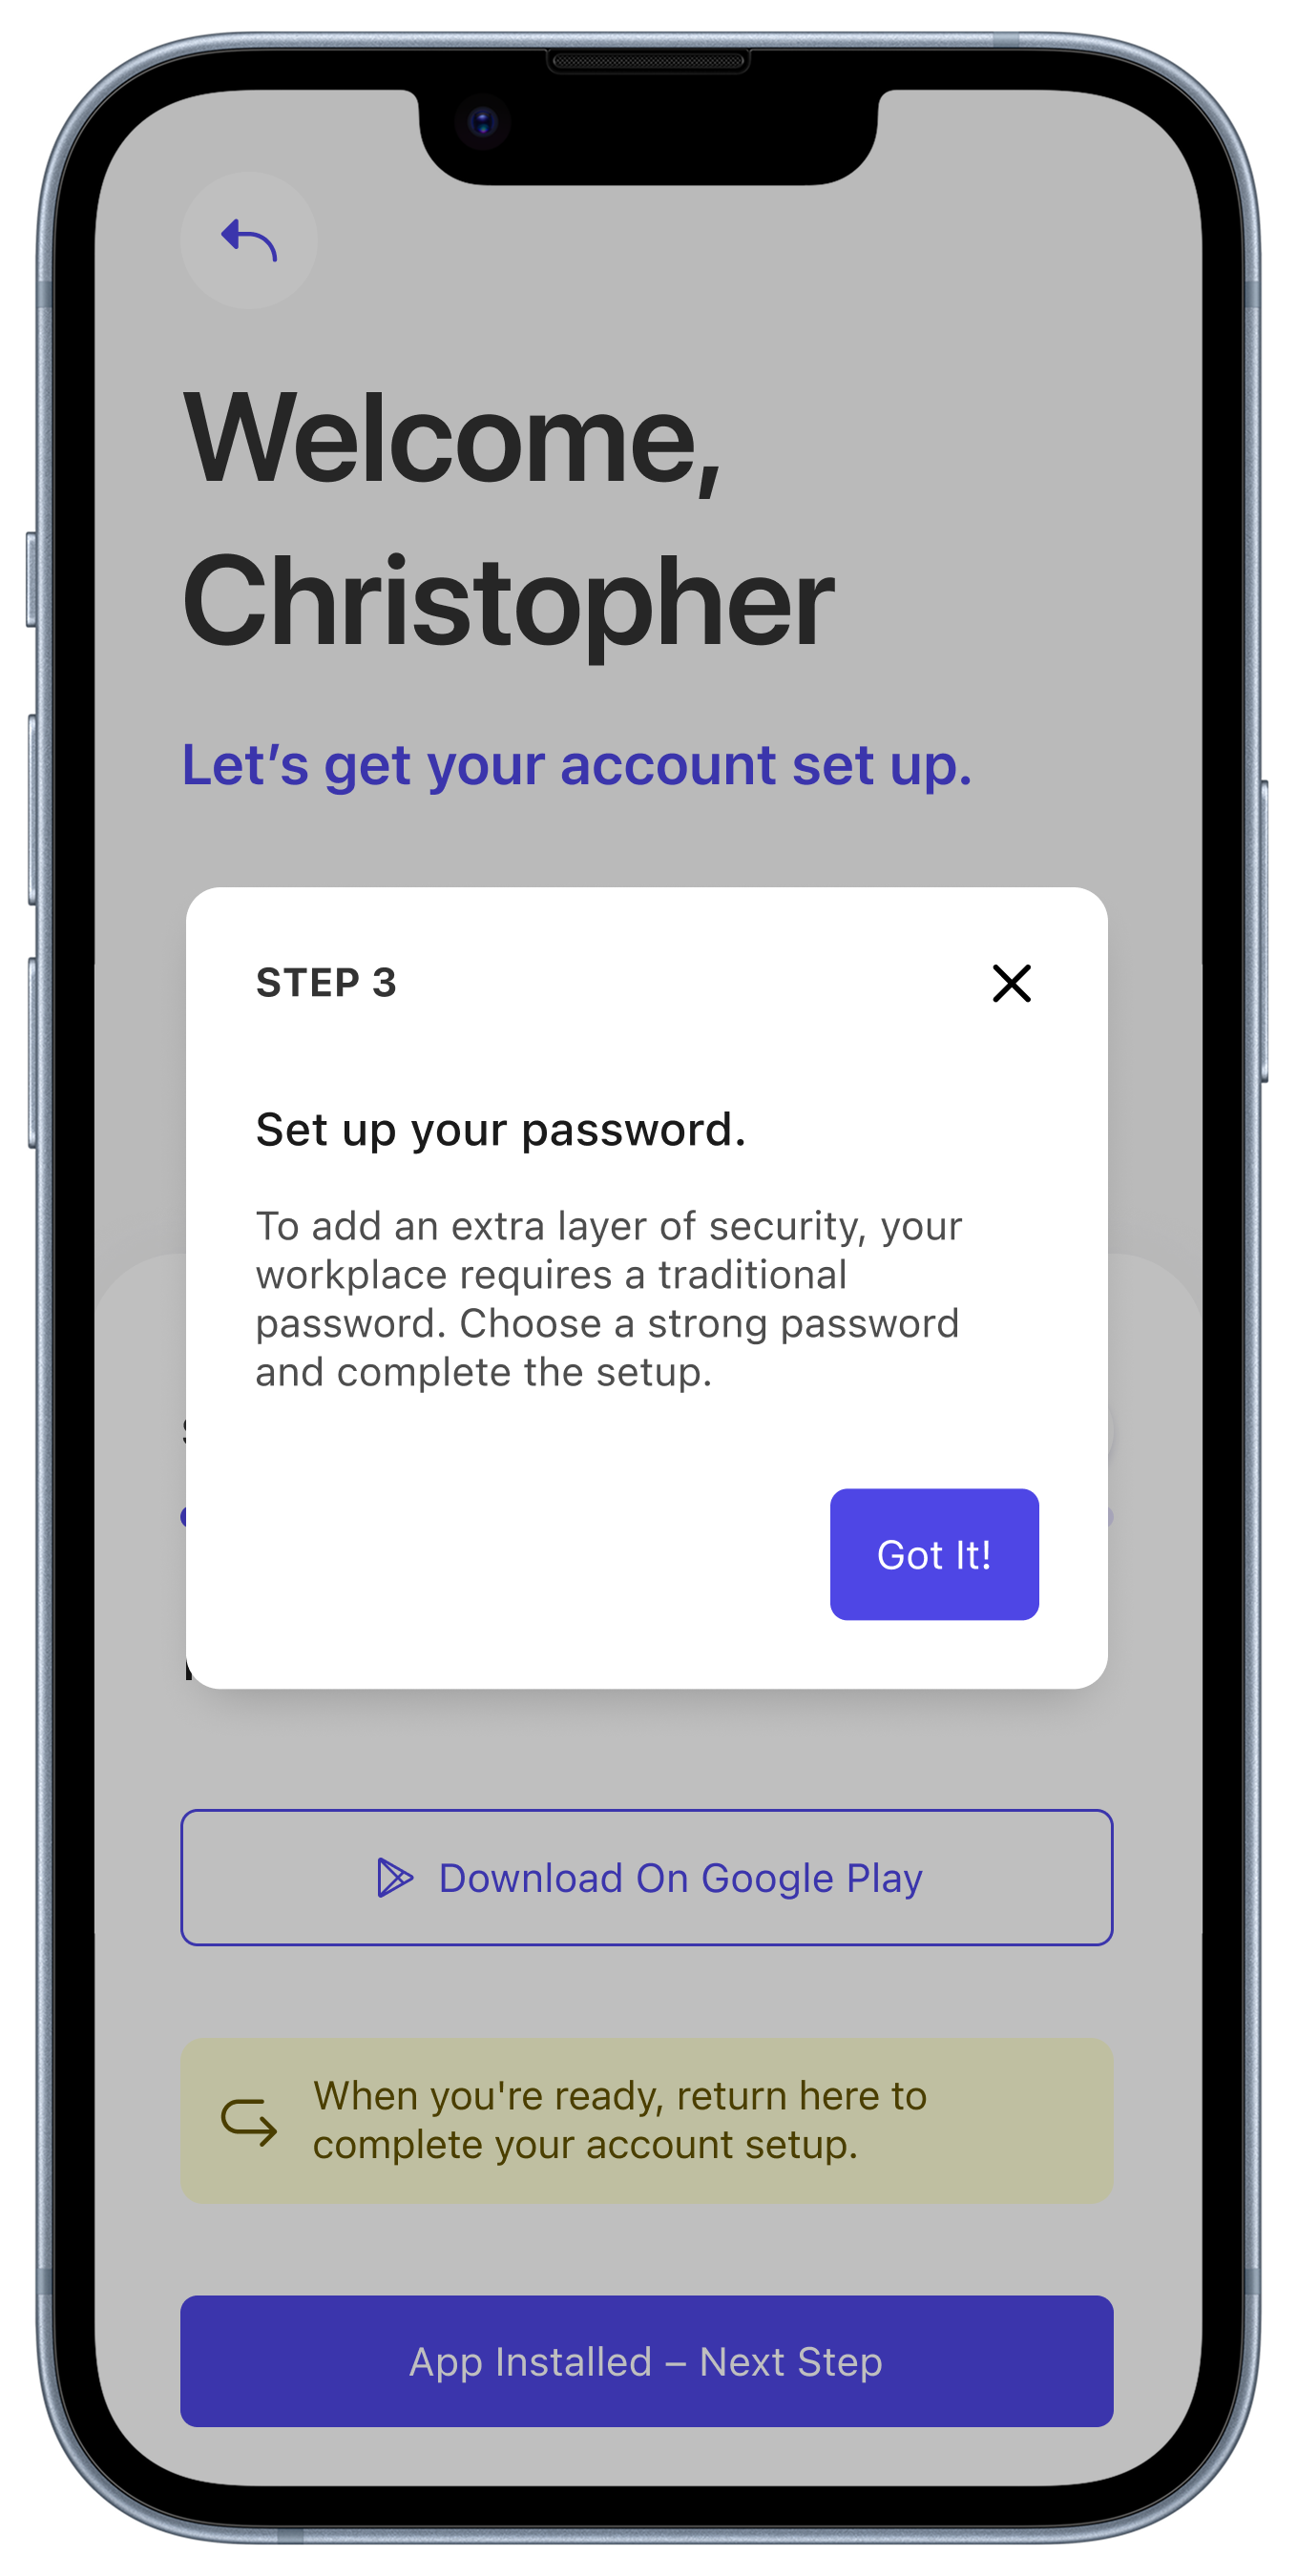 Welcome,
Christopher
Let’s get your account set up.
STEP 3
Set up your password.
To add an extra layer of security, your
workplace requires a traditional
password. Choose a strong password
and complete the setup.
Got It!
Download On Google Play
When you're ready, return here to
complete your account setup.
App Installed – Next Step